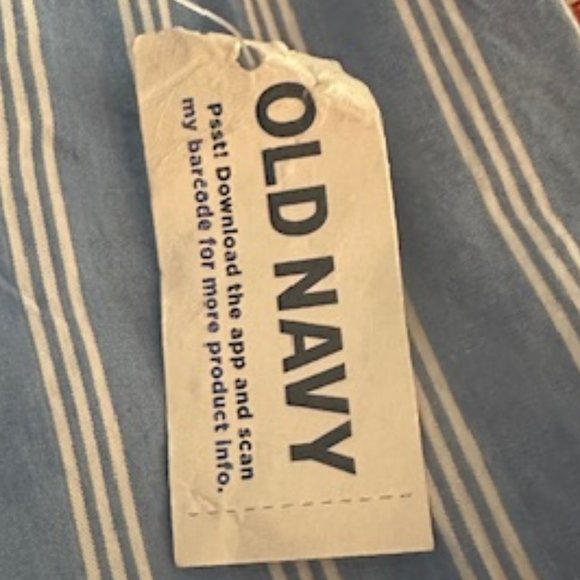 OLD NAVY
Psst! Download the app and scan
my barcode for more product info.